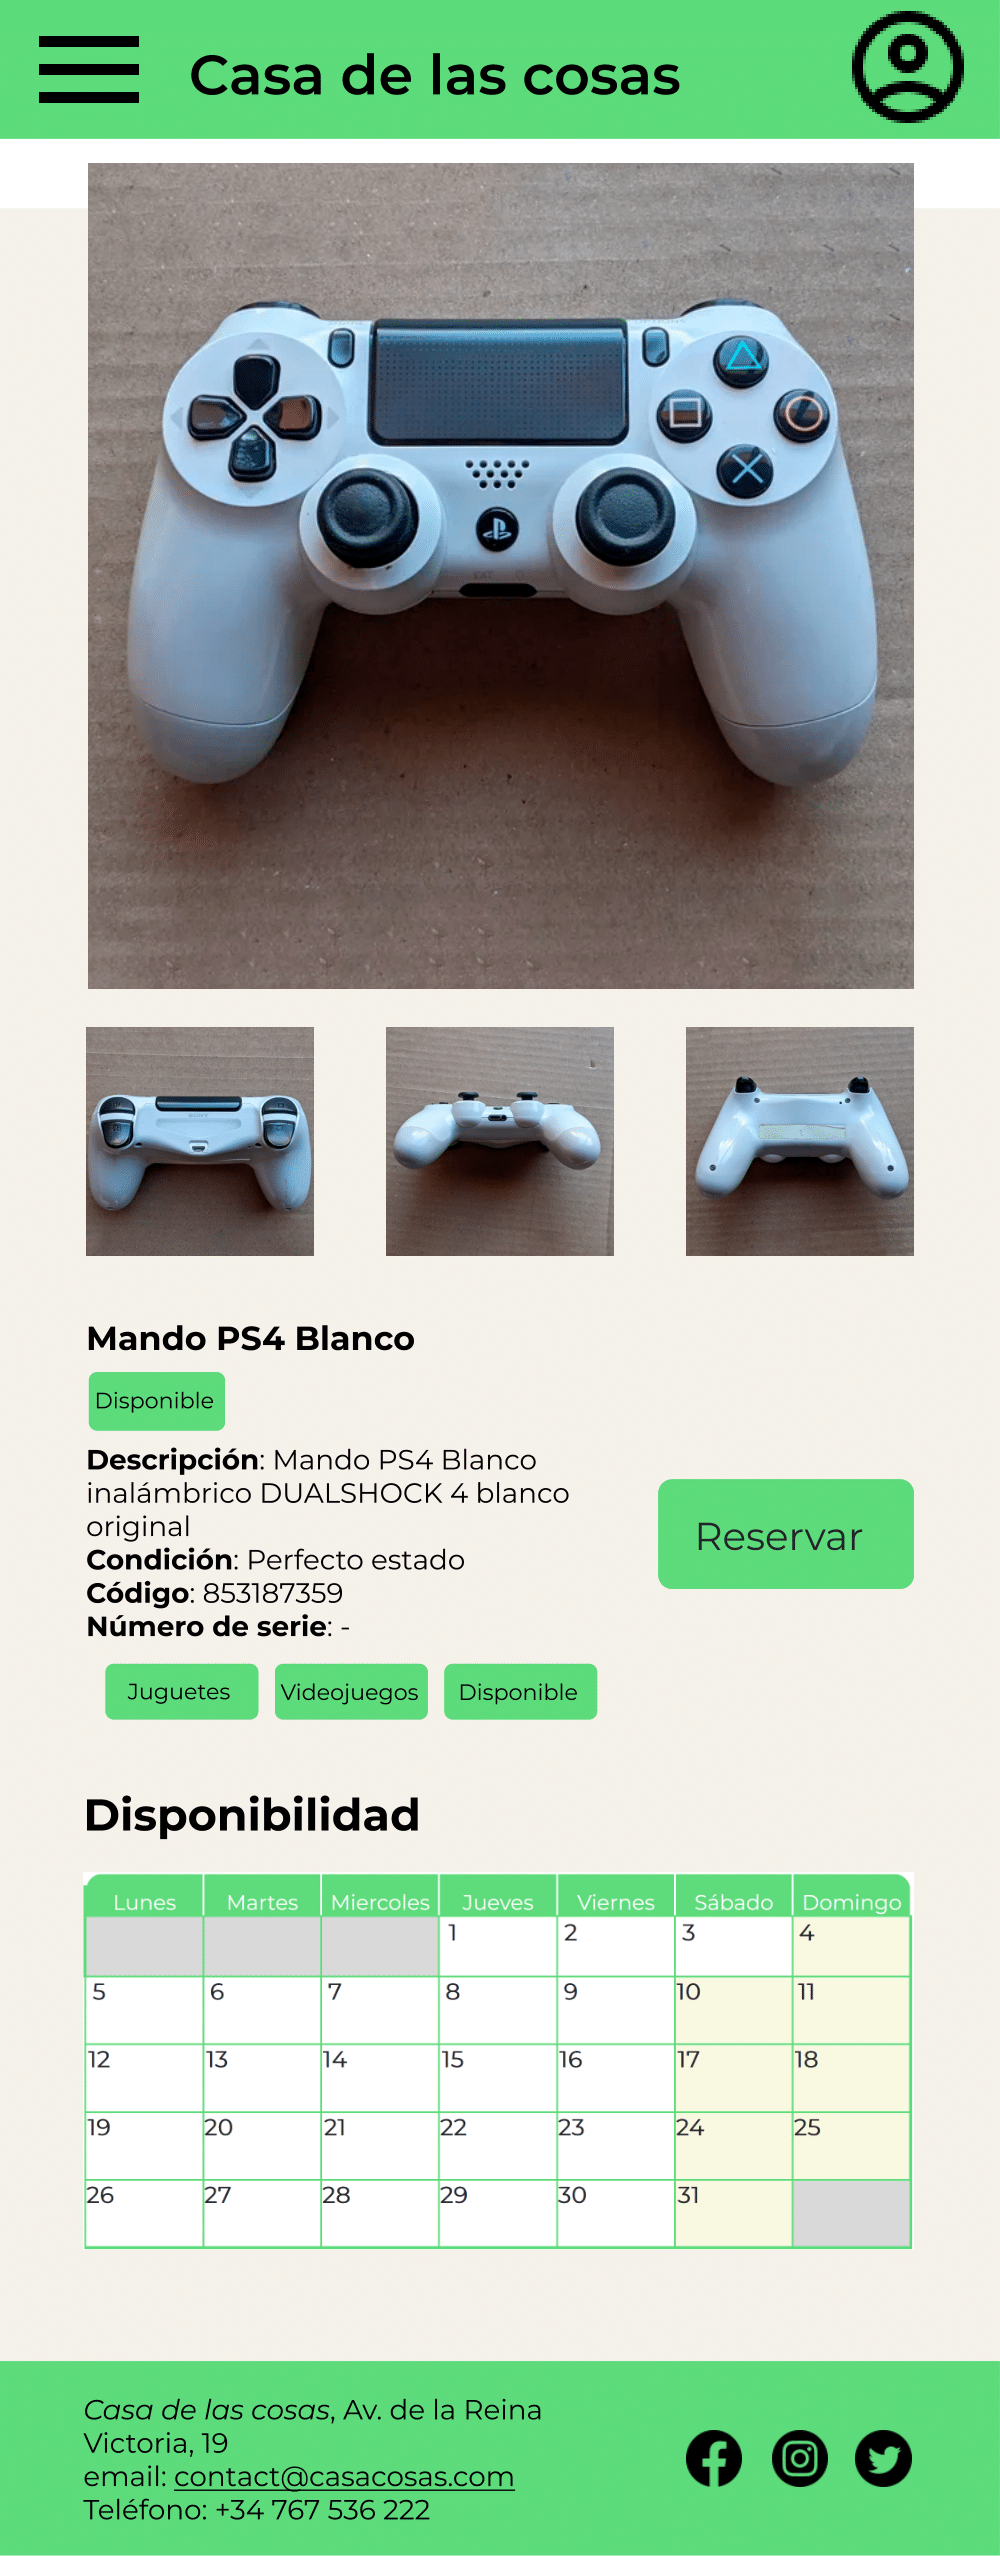 Casa de las cosas
SONY
Mando PS4 Blanco
Disponible
Descripción: Mando PS4 Blanco
inalámbrico DUALSHOCK 4 blanco
original
Condición: Perfecto estado
Código: 853187359
Número de serie: -
Reservar
Juguetes Videojuegos Disponible
Disponibilidad
Lunes Martes Miercoles Jueves Viernes Sábado Domingo
1 2 3 4
5 6 7 8 9 10 11
12 13 14 15 16 17 18
19 20 21 22 23 24 25
26 27 28 29 30 31
Casa de las cosas, Av. de la Reina
Victoria, 19
email: contact@casacosas.com
Teléfono: +34 767 536 222